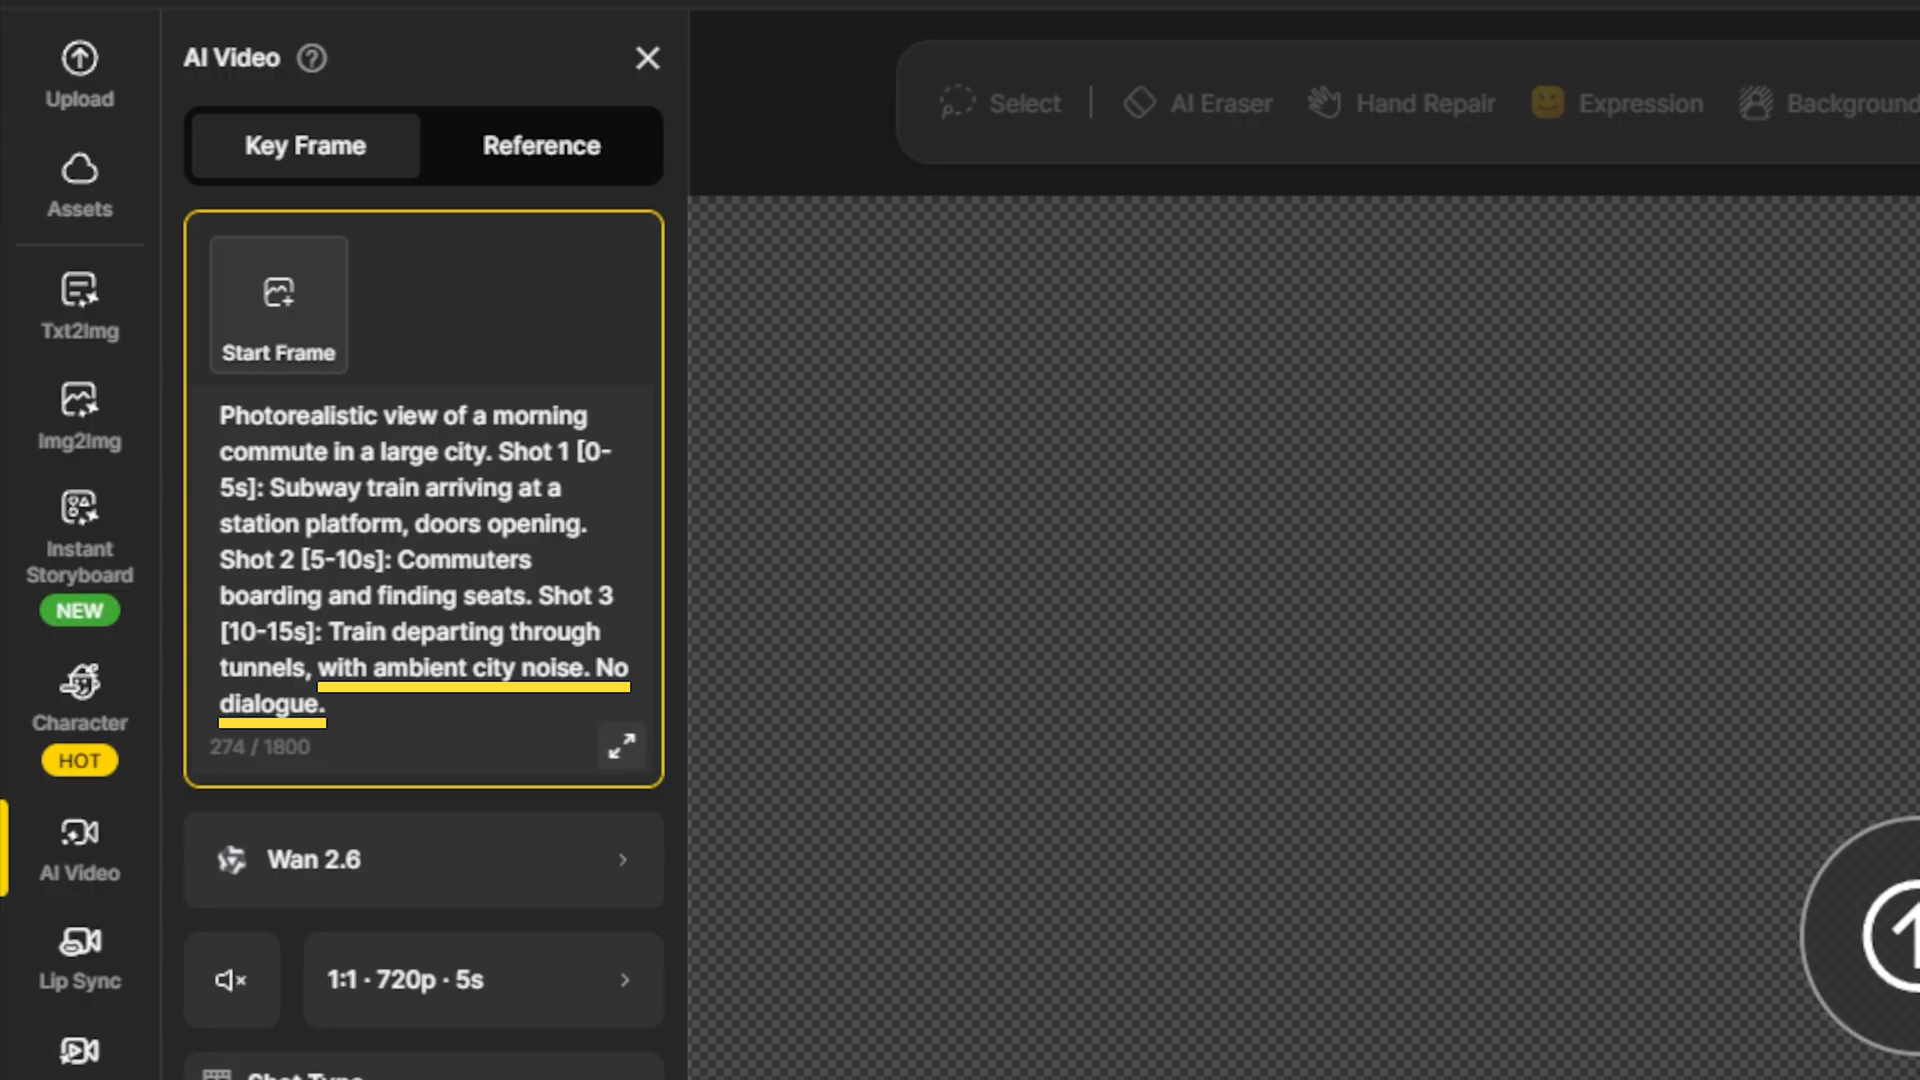 Upload
Assets
Txt2Img
Img2Img
Instant
Storyboard
NEW
Character
HOT
AI Video
Lip Sync
AI Video
Key Frame
Reference
Start Frame
Photorealistic view of a morning
commute in a large city. Shot 1 [0-
5s]: Subway train arriving at a
station platform, doors opening.
Shot 2 [5-10s]: Commuters
boarding and finding seats. Shot 3
[10-15s]: Train departing through
tunnels, with ambient city noise. No
dialogue.
274 / 1800
Wan 2.6
1:1 · 720p · 5s
Shot Type
Select
AI Eraser
Hand Repair
Expression
Background